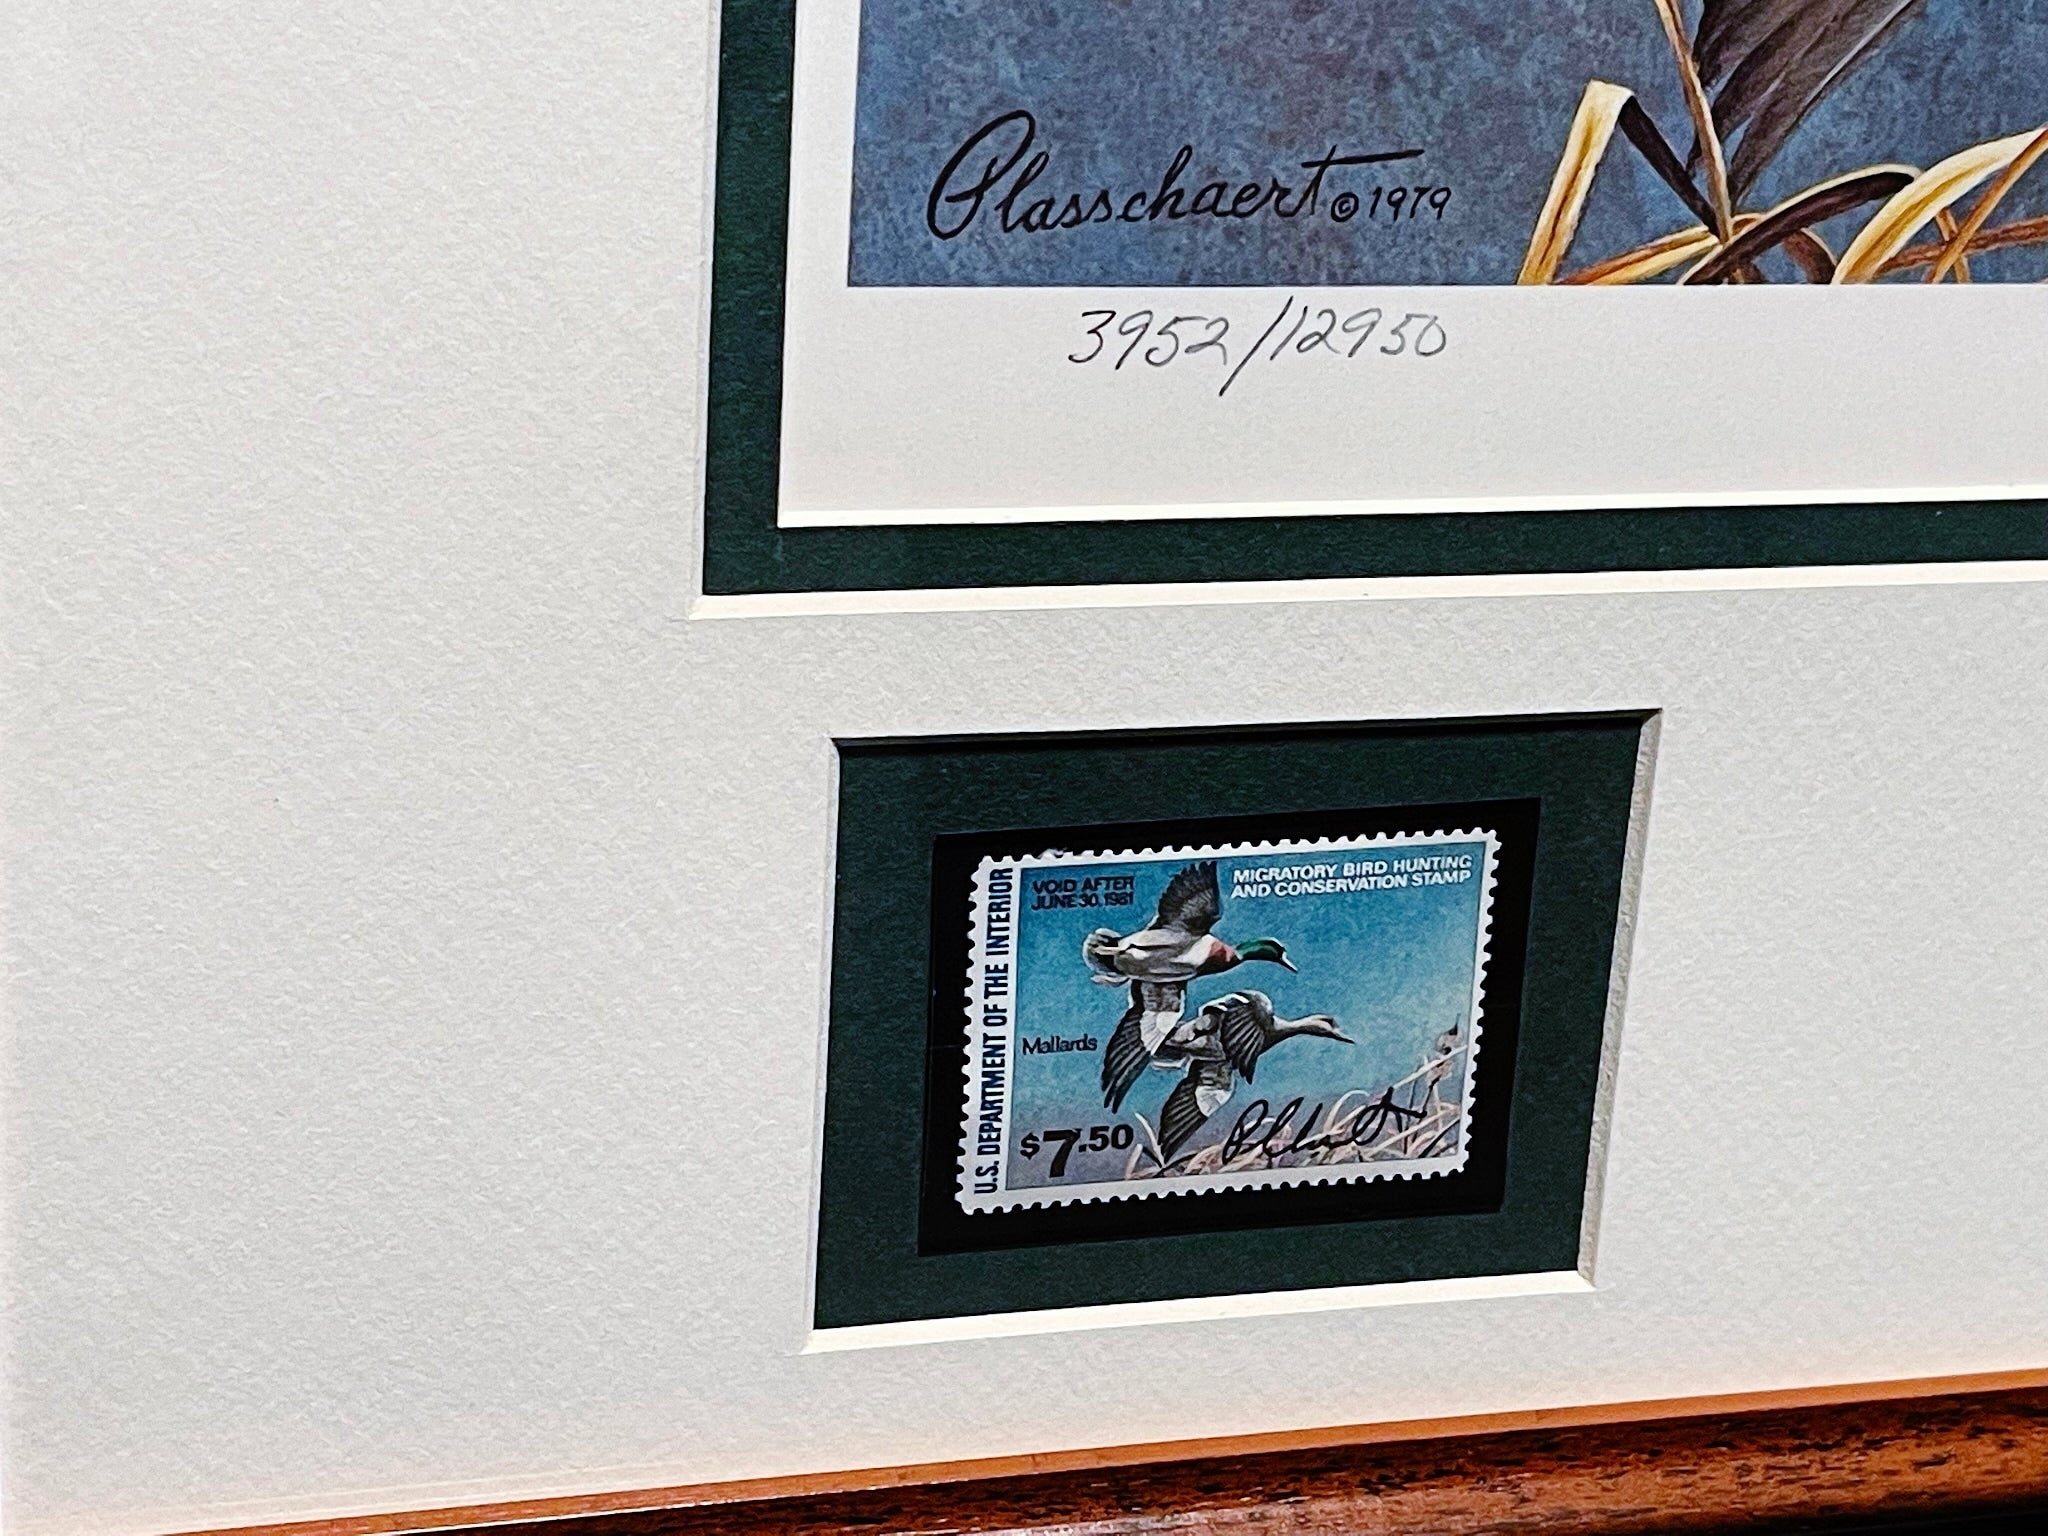 Plasschaert © 1979
3952/12950
U.S. DEPARTMENT OF THE INTERIOR
VOID AFTER
JUNE 30, 1981
MIGRATORY BIRD HUNTING
AND CONSERVATION STAMP
Mallards
$7.50